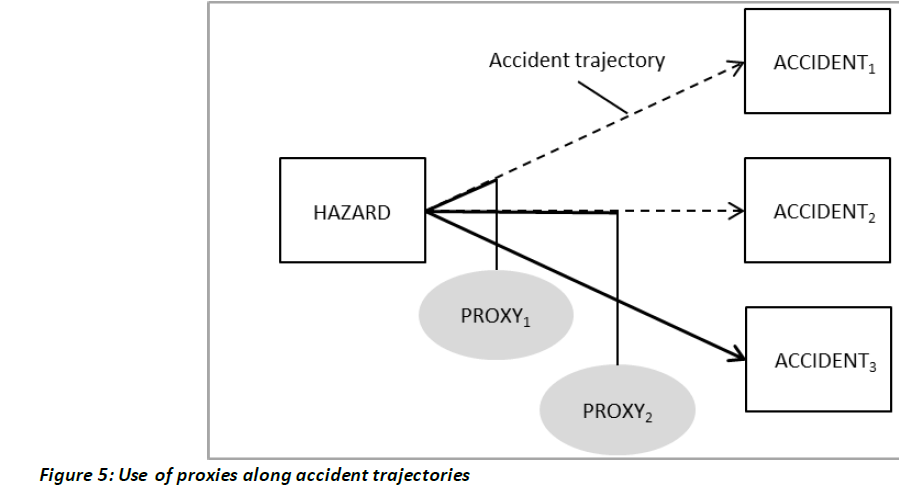 Accident trajectory
ACCIDENT₁
HAZARD
ACCIDENT₂
PROXY₁
ACCIDENT₃
PROXY₂
Figure 5: Use of proxies along accident trajectories